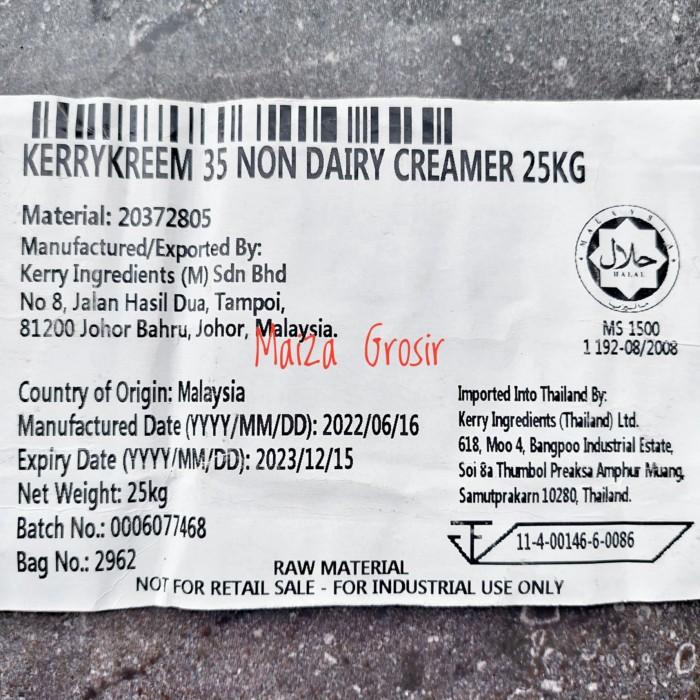 KERRYKREEM 35 NON DAIRY CREAMER 25KG
Material: 20372805
Manufactured/Exported By:
Kerry Ingredients (M) Sdn Bhd
No 8, Jalan Hasil Dua, Tampoi,
81200 Johor Bahru, Johor, Malaysia.
Maiza Grosir
MALAYSIA
حلال
HALAL
ماليزيا
MS 1500
1 192-08/2008
Country of Origin: Malaysia
Manufactured Date (YYYY/MM/DD): 2022/06/16
Expiry Date (YYYY/MM/DD): 2023/12/15
Net Weight: 25kg
Batch No.: 0006077468
Bag No.: 2962
Imported Into Thailand By:
Kerry Ingredients (Thailand) Ltd.
618, Moo 4, Bangpoo Industrial Estate,
Soi 8a Thumbol Preaksa Amphur Muang,
Samutprakarn 10280, Thailand.
11-4-00146-6-0086
RAW MATERIAL
NOT FOR RETAIL SALE - FOR INDUSTRIAL USE ONLY